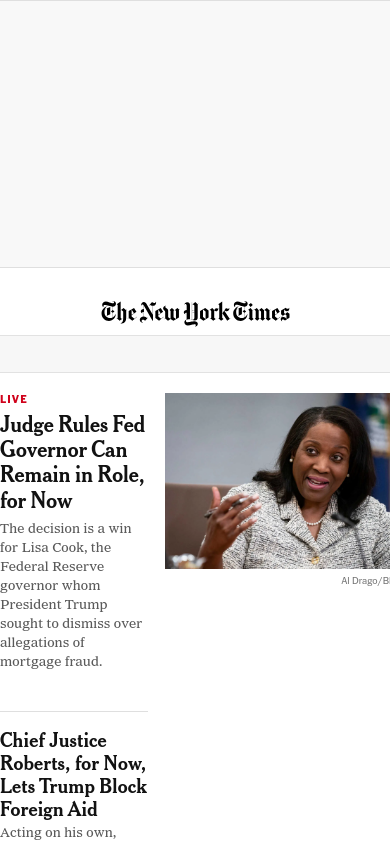 The New York Times
LIVE
Judge Rules Fed
Governor Can
Remain in Role,
for Now
The decision is a win
for Lisa Cook, the
Federal Reserve
governor whom
President Trump
sought to dismiss over
allegations of
mortgage fraud.
Al Drago/Bl
Chief Justice
Roberts, for Now,
Lets Trump Block
Foreign Aid
Acting on his own,